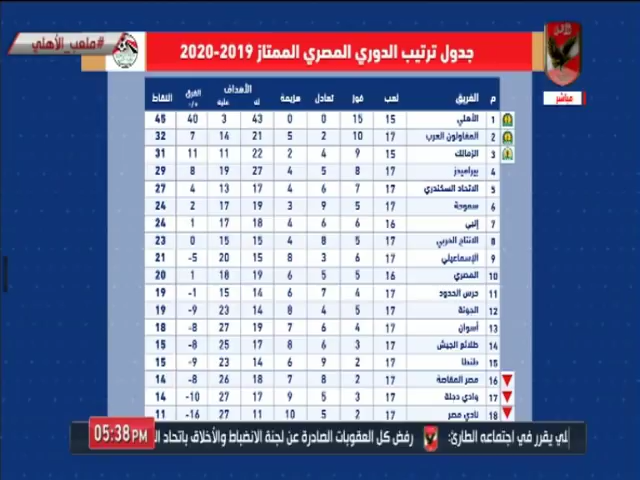 #ملعب_الأهلي
جدول ترتيب الدوري المصري الممتاز 2019-2020
مباشر
م الفريق لعب فوز تعادل هزيمة الأهداف له عليه الفرق +/- النقاط
1 الأهلي 15 15 0 0 43 3 40 45
2 المقاولون العرب 17 10 2 5 21 14 7 32
3 الزمالك 15 9 4 2 22 11 11 31
4 بيراميدز 17 8 5 4 27 19 8 29
5 الاتحاد السكندري 17 7 6 4 17 13 4 27
6 سموحة 17 5 9 3 19 17 2 24
7 إنبي 16 6 6 4 18 17 1 24
8 الانتاج الحربي 17 5 8 4 15 15 0 23
9 الإسماعيلي 17 6 3 8 15 20 -5 21
10 المصري 16 5 5 6 19 18 1 20
11 حرس الحدود 17 4 7 6 14 15 -1 19
12 الجونة 17 5 4 8 14 23 -9 19
13 أسوان 17 4 6 7 19 27 -8 18
14 طلائع الجيش 17 3 6 8 17 25 -8 15
15 طنطا 17 2 9 6 14 23 -9 15
16 مصر المقاصة 17 2 8 7 18 26 -8 14
17 وادي دجلة 17 3 5 9 17 27 -10 14
18 نادي مصر 17 2 5 10 11 27 -16 11
05:38 PM
يقرر في اجتماعه الطارئ: رفض كل العقوبات الصادرة عن لجنة الانضباط والأخلاق باتحاد